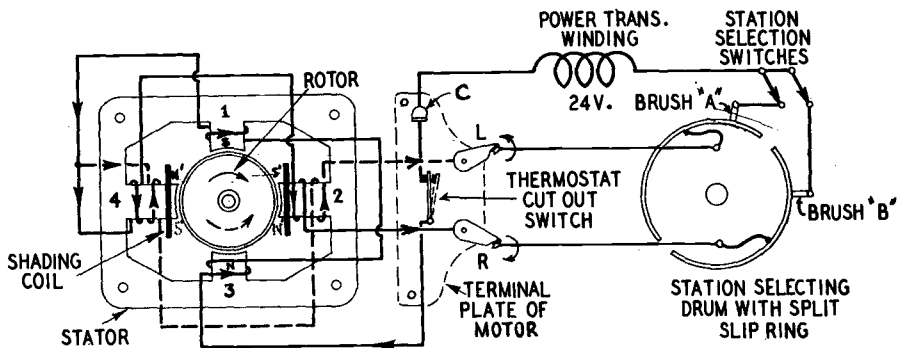 POWER TRANS.
WINDING
24V.
STATION
SELECTION
SWITCHES
ROTOR
1
S
C
BRUSH "A"
L
N'
S'
4
2
S'
N'
THERMOSTAT
CUT OUT
SWITCH
BRUSH "B"
R
SHADING
COIL
N
3
STATOR
TERMINAL
PLATE OF
MOTOR
STATION SELECTING
DRUM WITH SPLIT
SLIP RING